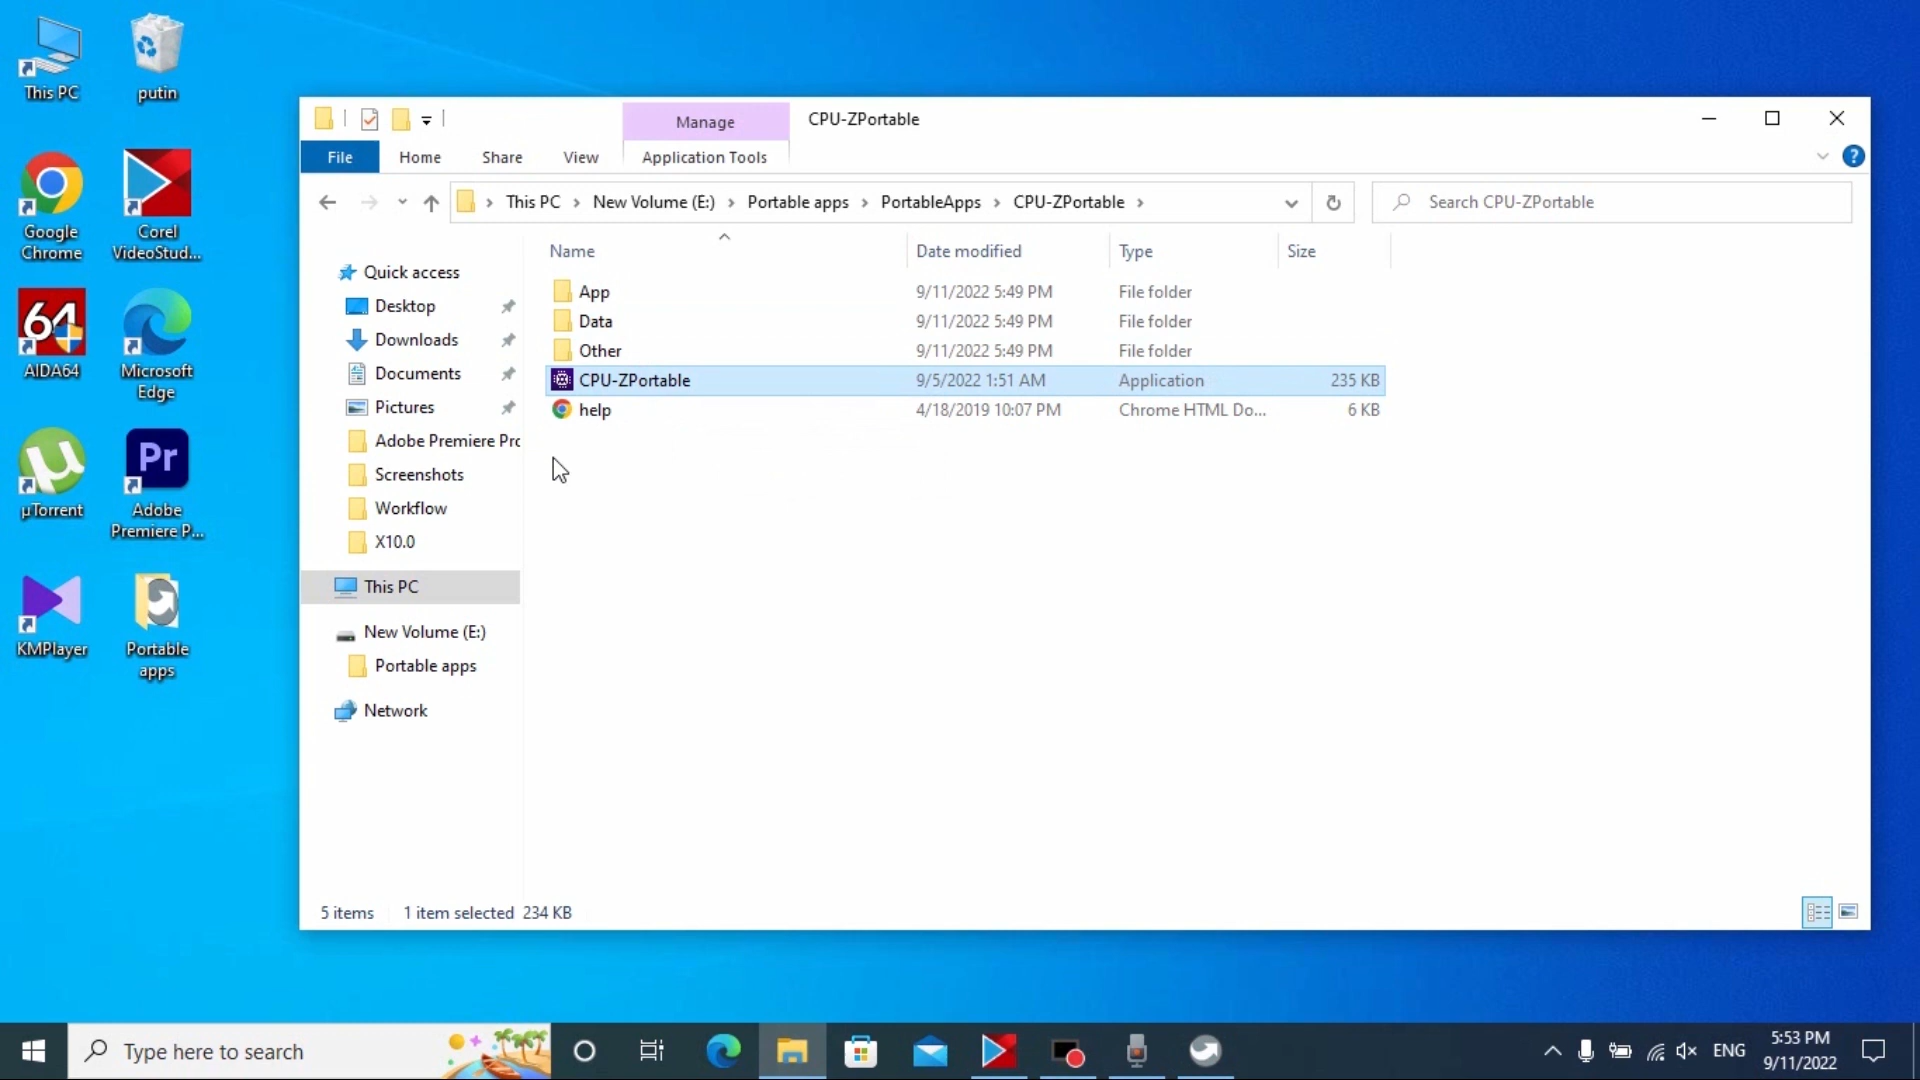 This PC
putin
Google
Chrome
Corel
VideoStud...
64
AIDA64
Microsoft
Edge
µTorrent
Pr
Adobe
Premiere P...
KMPlayer
Portable
apps
Manage
CPU-ZPortable
File
Home
Share
View
Application Tools
?
This PC
New Volume (E:)
Portable apps
PortableApps
CPU-ZPortable
Search CPU-ZPortable
Name
Date modified
Type
Size
Quick access
Desktop
Downloads
Documents
Pictures
Adobe Premiere Pro
Screenshots
Workflow
X10.0
This PC
New Volume (E:)
Portable apps
Network
App 9/11/2022 5:49 PM File folder
Data 9/11/2022 5:49 PM File folder
Other 9/11/2022 5:49 PM File folder
CPU-ZPortable 9/5/2022 1:51 AM Application 235 KB
help 4/18/2019 10:07 PM Chrome HTML Do... 6 KB
5 items 1 item selected 234 KB
Type here to search
ENG
5:53 PM
9/11/2022